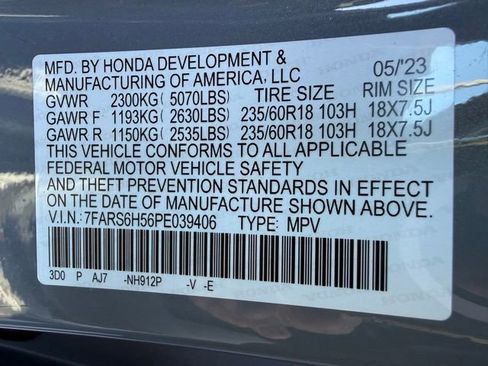 MFD. BY HONDA DEVELOPMENT &
MANUFACTURING OF AMERICA, LLC 05/'23
GVWR 2300KG (5070LBS) TIRE SIZE RIM SIZE
GAWR F 1193KG (2630LBS) 235/60R18 103H 18X7.5J
GAWR R 1150KG (2535LBS) 235/60R18 103H 18X7.5J
THIS VEHICLE CONFORMS TO ALL APPLICABLE
FEDERAL MOTOR VEHICLE SAFETY
AND THEFT PREVENTION STANDARDS IN EFFECT
ON THE DATE OF MANUFACTURE SHOWN ABOVE.
V.I.N.: 7FARS6H56PE039406 TYPE: MPV
3D0 P AJ7 -NH912P -V -E